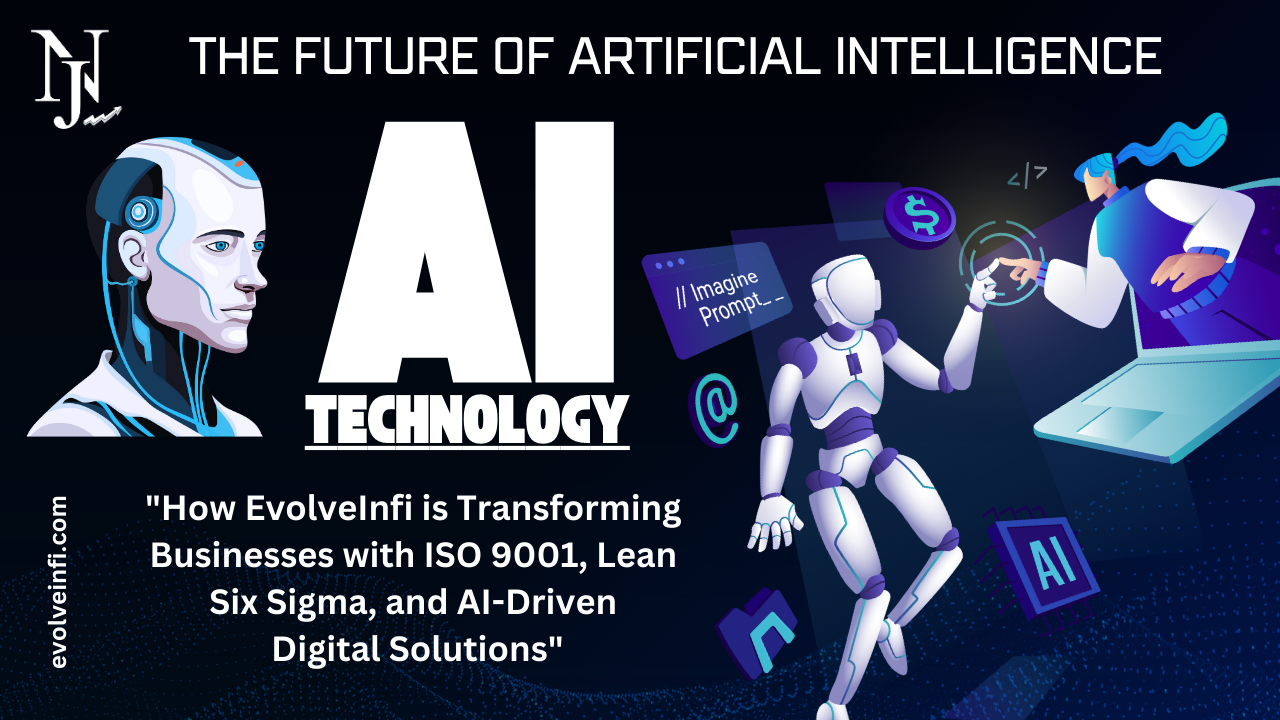 NJ
THE FUTURE OF ARTIFICIAL INTELLIGENCE
AI
TECHNOLOGY
"How EvolveInfi is Transforming
Businesses with ISO 9001, Lean
Six Sigma, and AI-Driven
Digital Solutions"
evolveinfi.com
</>
$
// Imagine
Prompt_ _
@
AI